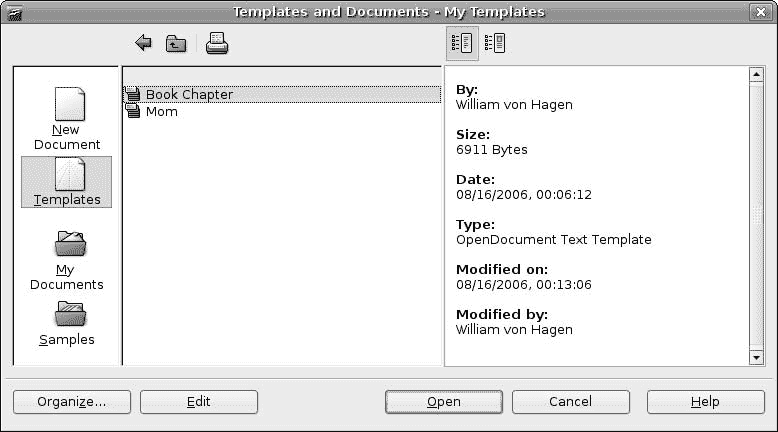 Templates and Documents - My Templates
New
Document
Templates
My
Documents
Samples
Book Chapter
Mom
By:
William von Hagen
Size:
6911 Bytes
Date:
08/16/2006, 00:06:12
Type:
OpenDocument Text Template
Modified on:
08/16/2006, 00:13:06
Modified by:
William von Hagen
Organize...
Edit
Open
Cancel
Help